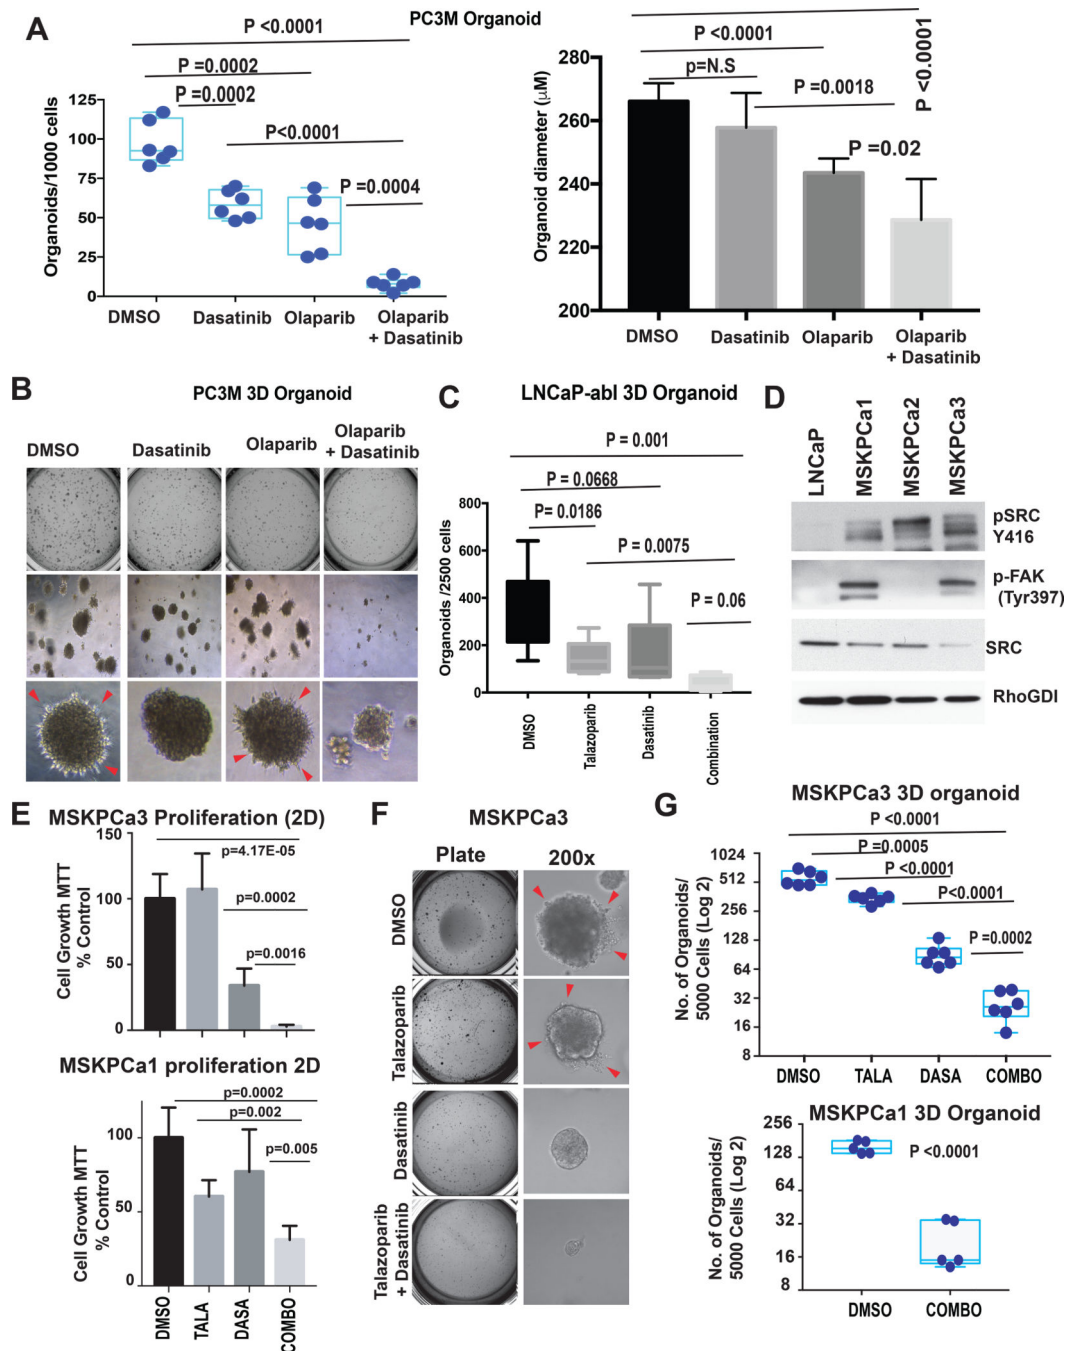 A
PC3M Organoid
P <0.0001
P =0.0002
P =0.0002
P<0.0001
P =0.0004
Organoids/1000 cells
125
100
75
50
25
0
DMSO
Dasatinib
Olaparib
Olaparib
+ Dasatinib
P <0.0001
p=N.S
P =0.0018
P =0.02
P <0.0001
Organoid diameter (µM)
280
260
240
220
200
DMSO
Dasatinib
Olaparib
Olaparib
+ Dasatinib
B
PC3M 3D Organoid
DMSO
Dasatinib
Olaparib
Olaparib
+ Dasatinib
C
LNCaP-abl 3D Organoid
P = 0.001
P = 0.0668
P= 0.0186
P = 0.0075
P = 0.06
Organoids /2500 cells
800
600
400
200
0
DMSO
Talazoparib
Dasatinib
Combination
D
LNCaP
MSKPCa1
MSKPCa2
MSKPCa3
pSRC
Y416
p-FAK
(Tyr397)
SRC
RhoGDI
E
MSKPCa3 Proliferation (2D)
p=4.17E-05
p=0.0002
p=0.0016
Cell Growth MTT
% Control
150
100
50
0
MSKPCa1 proliferation 2D
p=0.0002
p=0.002
p=0.005
Cell Growth MTT
% Control
100
50
0
DMSO
TALA
DASA
COMBO
F
MSKPCa3
Plate
200x
DMSO
Talazoparib
Dasatinib
Talazoparib
+ Dasatinib
G
MSKPCa3 3D organoid
P <0.0001
P =0.0005
P <0.0001
P <0.0001
P =0.0002
No. of Organoids/
5000 Cells (Log 2)
1024
512
256
128
64
32
16
8
DMSO
TALA
DASA
COMBO
MSKPCa1 3D Organoid
P <0.0001
No. of Organoids/
5000 Cells (Log 2)
256
128
64
32
16
8
DMSO
COMBO